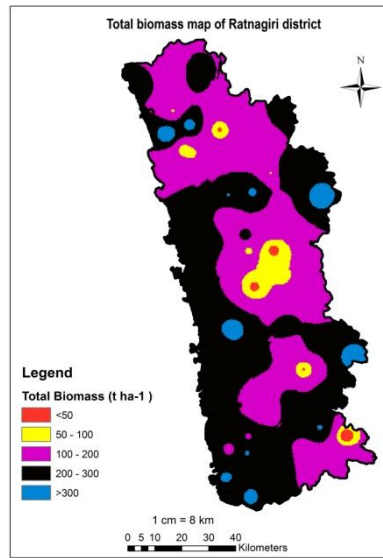 Total biomass map of Ratnagiri district
N
Legend
Total Biomass (t ha-1 )
<50
50 - 100
100 - 200
200 - 300
>300
1 cm = 8 km
0 5 10 20 30 40
Kilometers